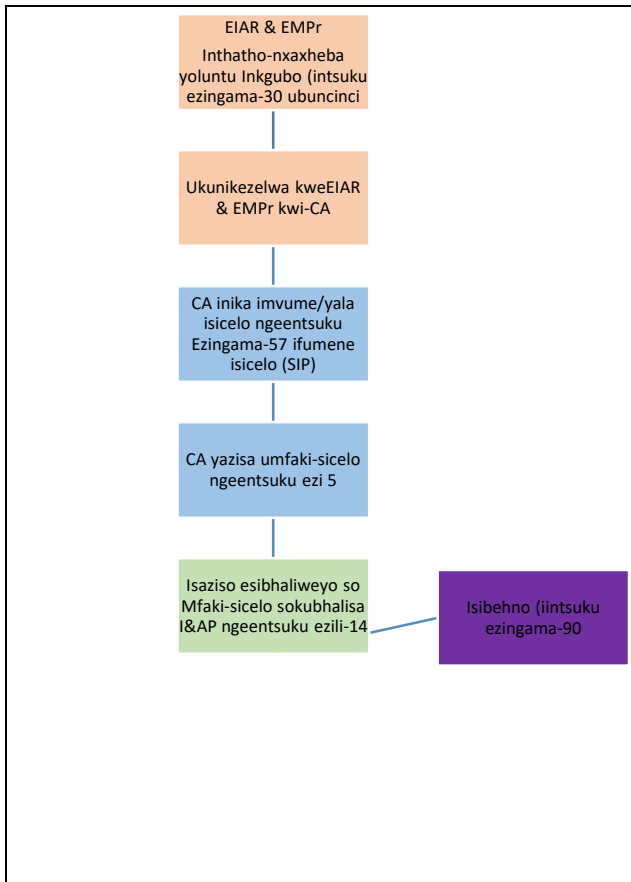 EIAR & EMPr
Inthatho-nxaxheba
yoluntu Inkgubo (intsuku
ezingama-30 ubuncinci
Ukunikezelwa kweEIAR
& EMPr kwi-CA
CA inika imvume/yala
isicelo ngeentsuku
Ezingama-57 ifumene
isicelo (SIP)
CA yazisa umfaki-sicelo
ngeentsuku ezi 5
Isaziso esibhaliweyo so
Mfaki-sicelo sokubhalisa
I&AP ngeentsuku ezili-14
Isibehno (iintsuku
ezingama-90